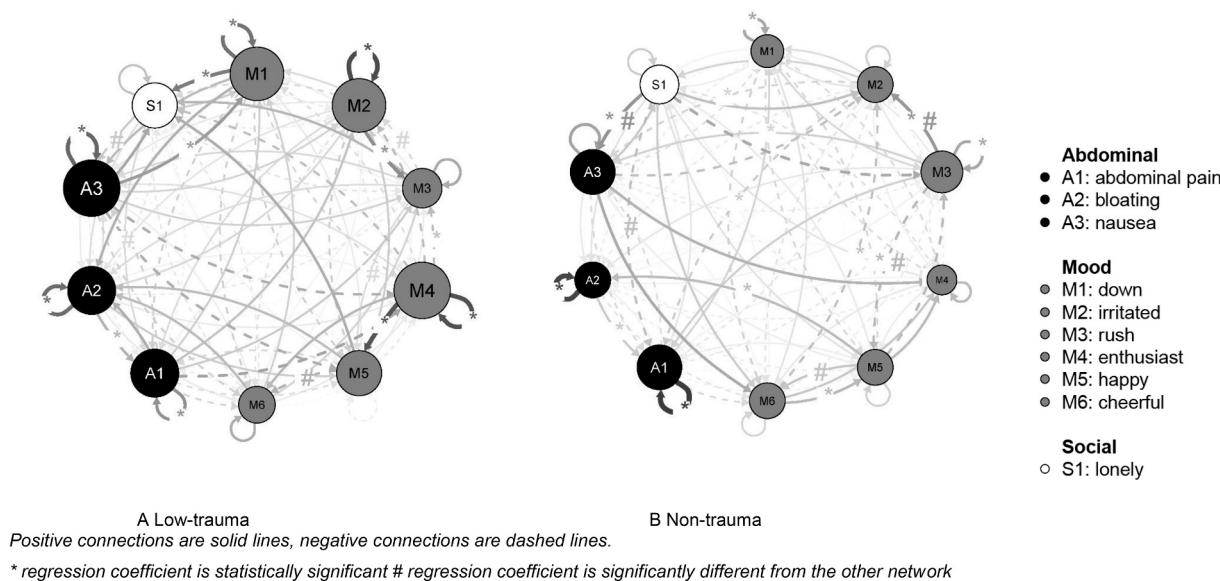 M1
M2
S1
M3
A3
M4
A2
M5
A1
M6
M1
M2
S1
M3
A3
M4
A2
M5
A1
M6
* * * * * * * * * * * *
# # # # #
* * * * * * * * * * *
# # # # #
Abdominal
A1: abdominal pain
A2: bloating
A3: nausea
Mood
M1: down
M2: irritated
M3: rush
M4: enthusiast
M5: happy
M6: cheerful
Social
S1: lonely
A Low-trauma
B Non-trauma
Positive connections are solid lines, negative connections are dashed lines.
* regression coefficient is statistically significant # regression coefficient is significantly different from the other network